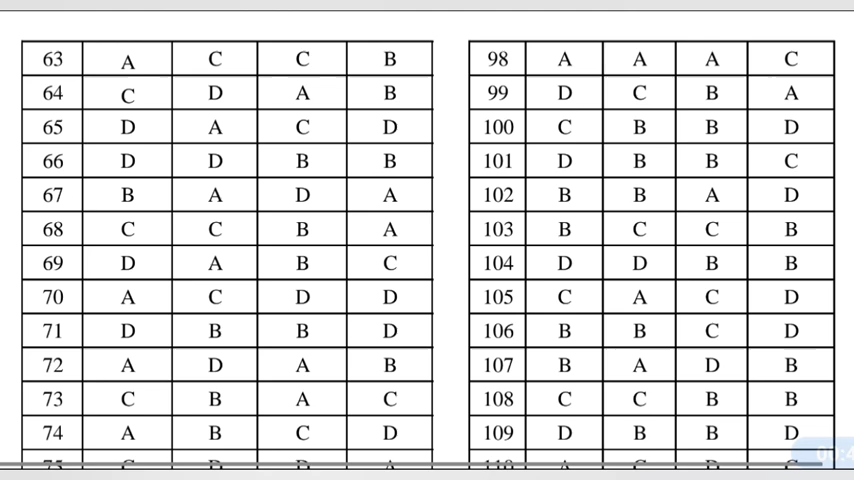 63 A C C B
64 C D A B
65 D A C D
66 D D B B
67 B A D A
68 C C B A
69 D A B C
70 A C D D
71 D B B D
72 A D A B
73 C B A C
74 A B C D
98 A A A C
99 D C B A
100 C B B D
101 D B B C
102 B B A D
103 B C C B
104 D D B B
105 C A C D
106 B B C D
107 B A D B
108 C C B B
109 D B B D